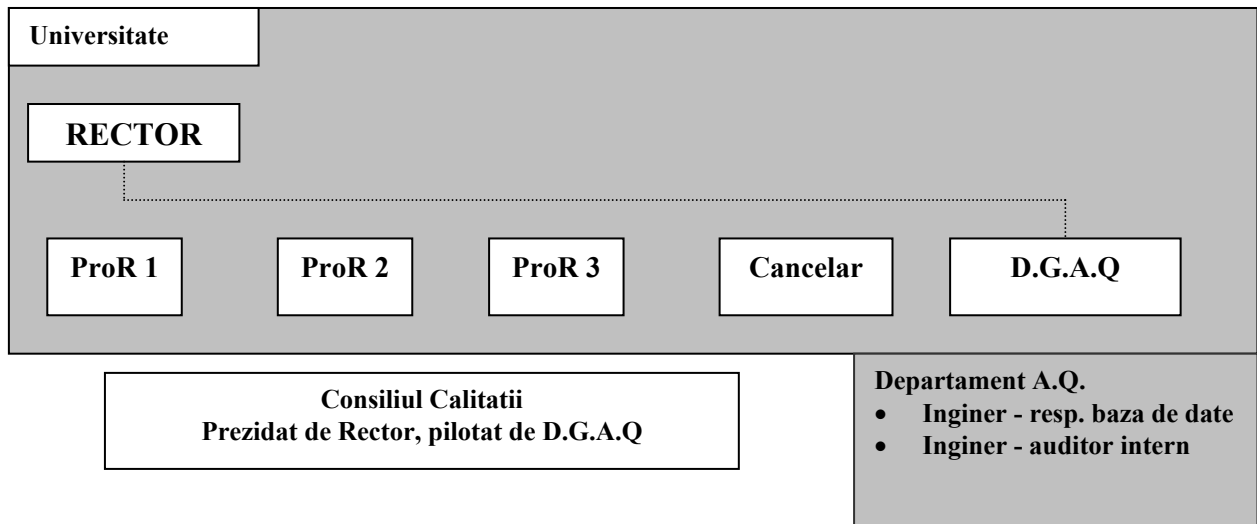 Universitate
RECTOR
ProR 1
ProR 2
ProR 3
Cancelar
D.G.A.Q
Consiliul Calitatii
Prezidat de Rector, pilotat de D.G.A.Q
Departament A.Q.
• Inginer - resp. baza de date
• Inginer - auditor intern